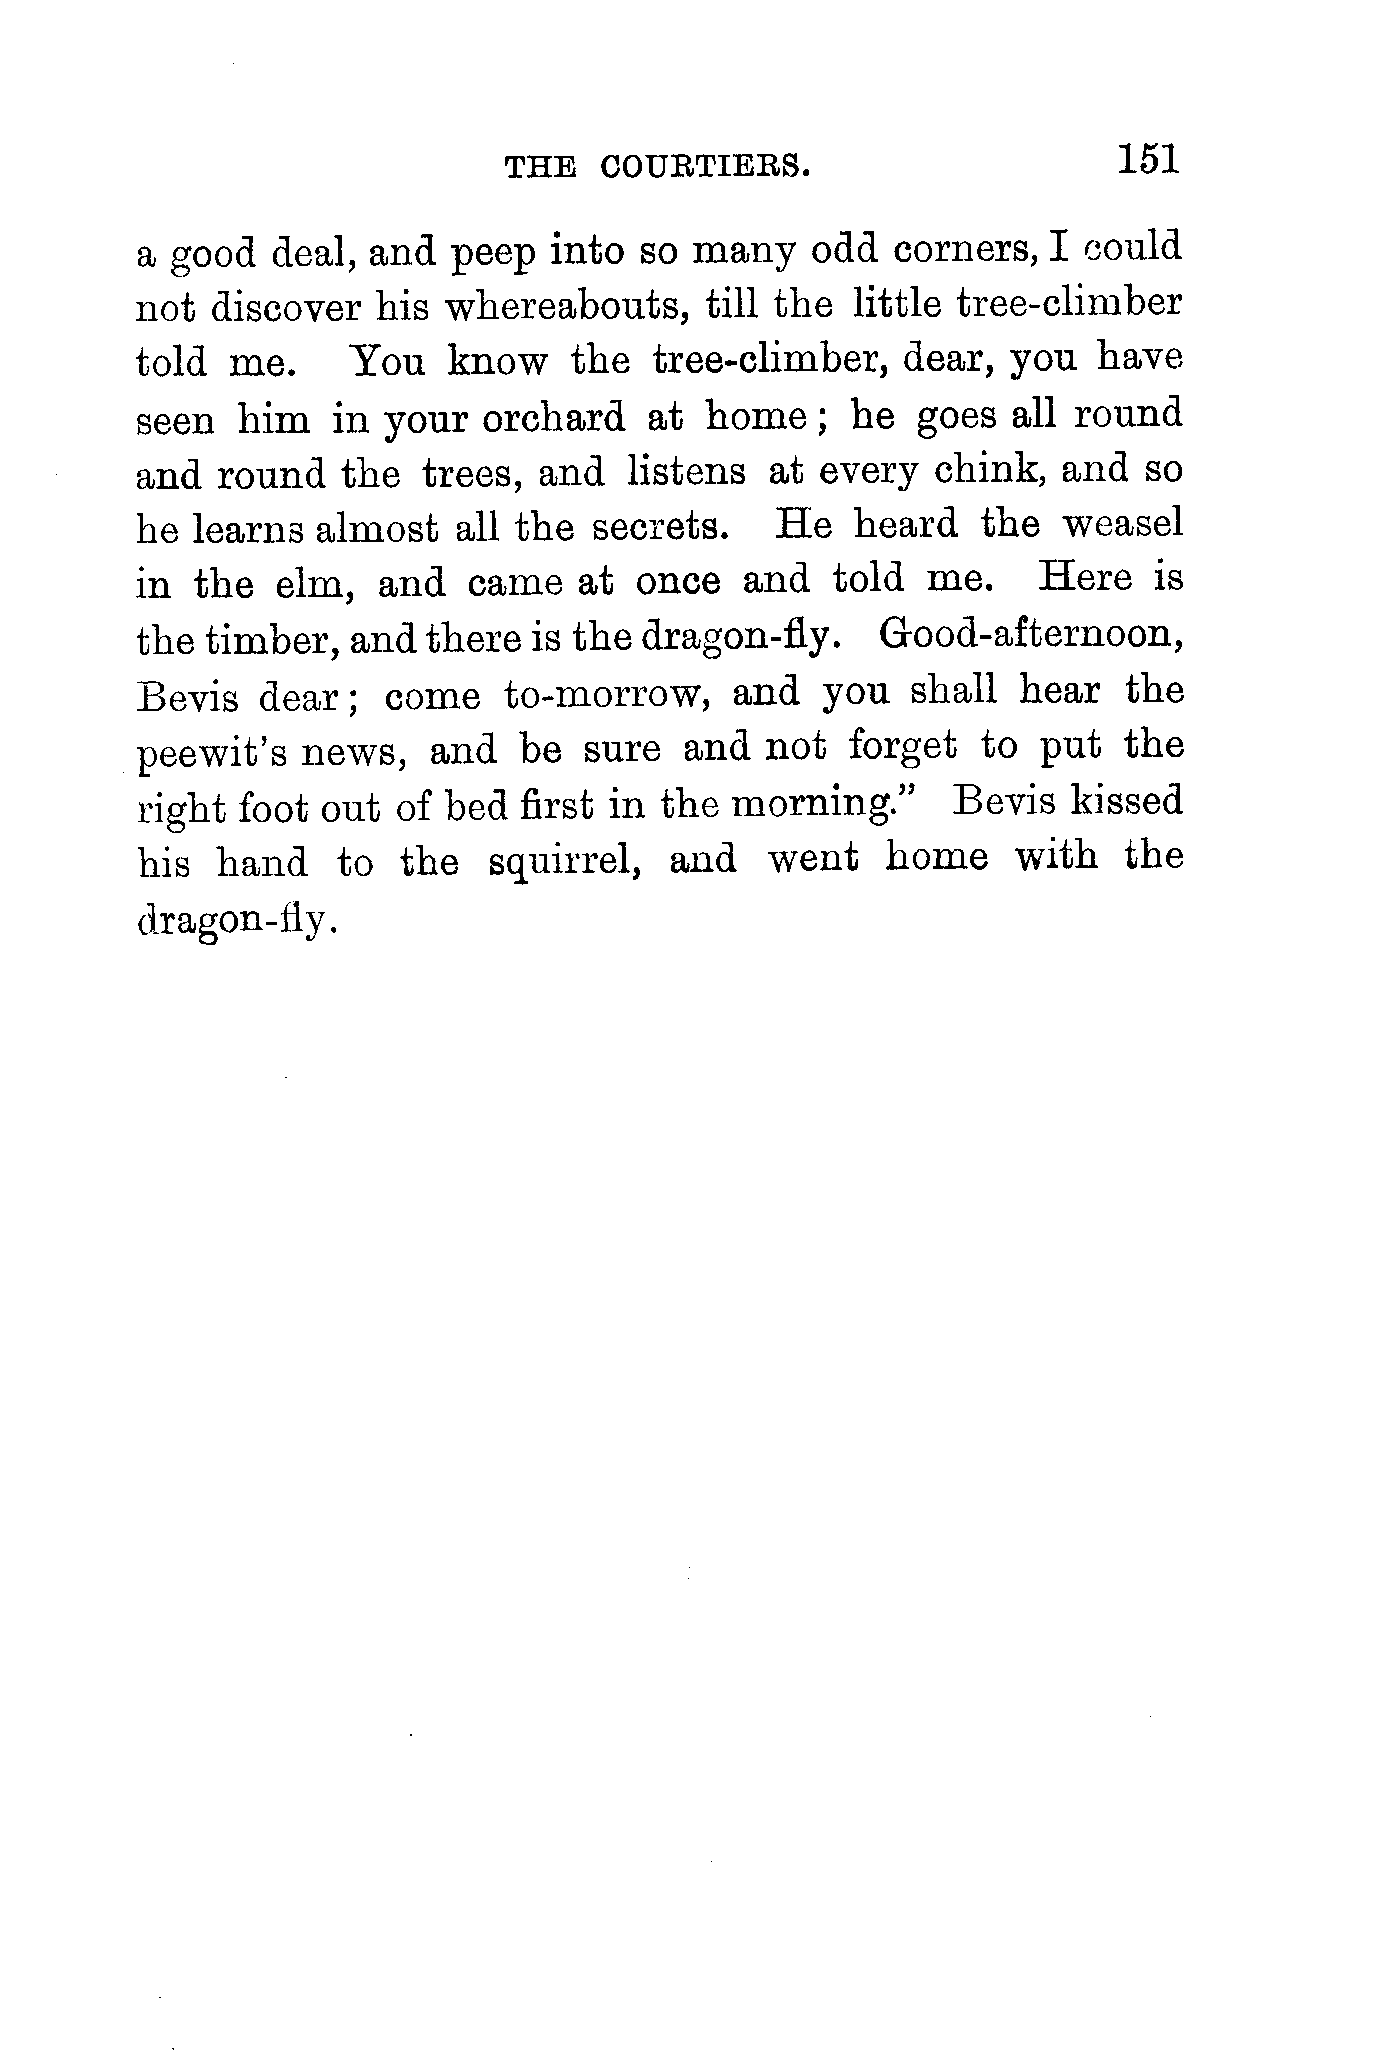 THE COURTIERS. 151
a good deal, and peep into so many odd corners, I could
not discover his whereabouts, till the little tree-climber
told me. You know the tree-climber, dear, you have
seen him in your orchard at home; he goes all round
and round the trees, and listens at every chink, and so
he learns almost all the secrets. He heard the weasel
in the elm, and came at once and told me. Here is
the timber, and there is the dragon-fly. Good-afternoon,
Bevis dear; come to-morrow, and you shall hear the
peewit's news, and be sure and not forget to put the
right foot out of bed first in the morning.” Bevis kissed
his hand to the squirrel, and went home with the
dragon-fly.